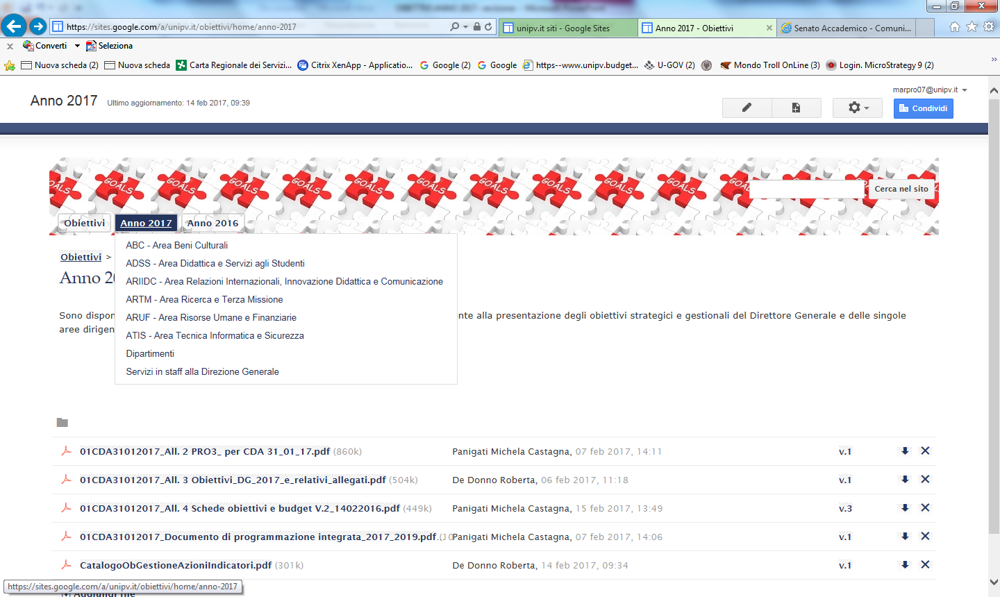 https://sites.google.com/a/unipv.it/obiettivi/home/anno-2017
unipv.it siti - Google Sites
Anno 2017 - Obiettivi
Senato Accademico - Comuni...
x Converti Seleziona
Nuova scheda (2) Nuova scheda Carta Regionale dei Servizi... Citrix XenApp - Applicatio... Google (2) Google https--www.unipv.budget... U-GOV (2) Mondo Troll OnLine (3) Login. MicroStrategy 9 (2)
marpro07@unipv.it
Anno 2017 Ultimo aggiornamento: 14 feb 2017, 09:39
Condividi
GOALS GOALS GOALS GOALS GOALS GOALS GOALS GOALS GOALS GOALS GOALS
Cerca nel sito
Obiettivi Anno 2017 Anno 2016
ABC - Area Beni Culturali
Obiettivi >
ADSS - Area Didattica e Servizi agli Studenti
Anno 20
ARIIDC - Area Relazioni Internazionali, Innovazione Didattica e Comunicazione
ARTM - Area Ricerca e Terza Missione
ARUF - Area Risorse Umane e Finanziarie
Sono dispon nte alla presentazione degli obiettivi strategici e gestionali del Direttore Generale e delle singole
aree dirigen
ATIS - Area Tecnica Informatica e Sicurezza
Dipartimenti
Servizi in staff alla Direzione Generale
01CDA31012017_All. 2 PRO3_ per CDA 31_01_17.pdf (860k) Panigati Michela Castagna, 07 feb 2017, 14:11 v.1
01CDA31012017_All. 3 Obiettivi_DG_2017_e_relativi_allegati.pdf (504k) De Donno Roberta, 06 feb 2017, 11:18 v.1
01CDA31012017_All. 4 Schede obiettivi e budget V.2_14022016.pdf (449k) Panigati Michela Castagna, 15 feb 2017, 13:49 v.3
01CDA31012017_Documento di programmazione integrata_2017_2019.pdf (10 Panigati Michela Castagna, 07 feb 2017, 14:06 v.1
CatalogoObGestioneAzioniIndicatori.pdf (301k) De Donno Roberta, 14 feb 2017, 09:34 v.1
https://sites.google.com/a/unipv.it/obiettivi/home/anno-2017
Aggiungi file